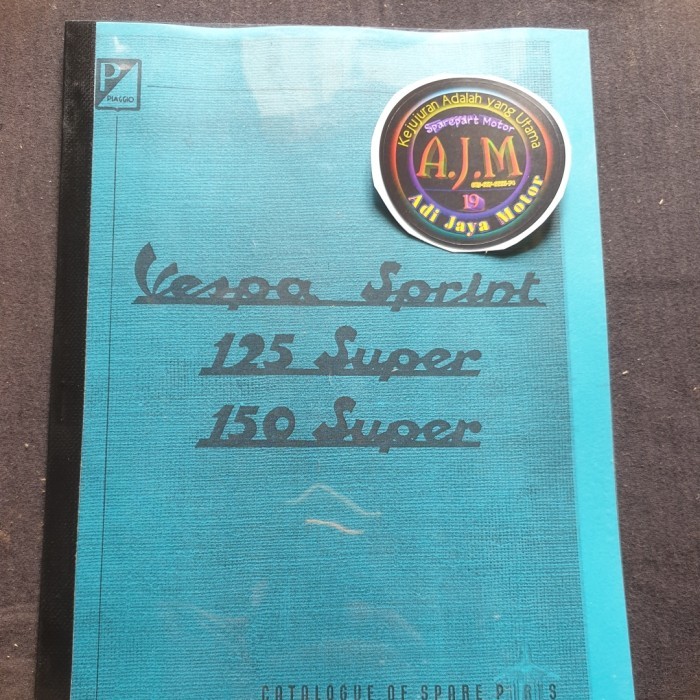 P
PIAGGIO
Kejujuran Adalah yang Utama
Sparepart Motor
A.J.M
19
Adi Jaya Motor
Vespa Sprint
125 Super
150 Super
CATALOGUE OF SPARE PARTS